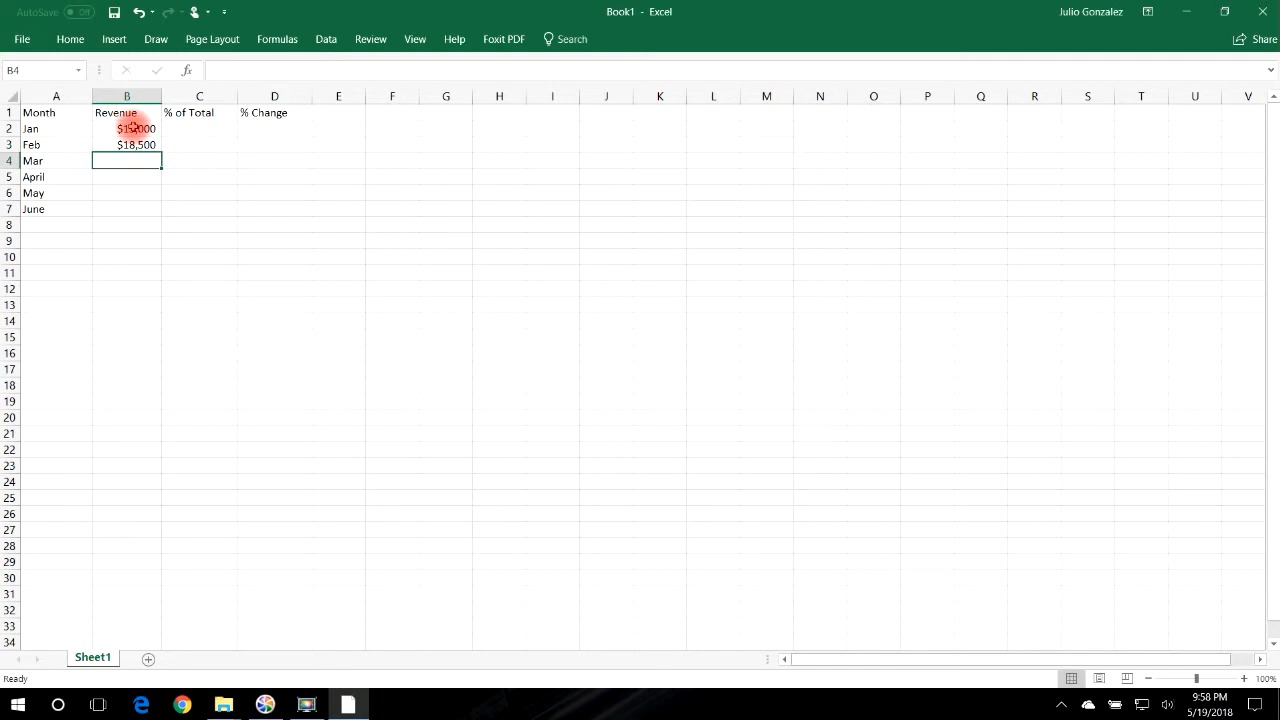 AutoSave Off
Book1 - Excel
Julio Gonzalez
File Home Insert Draw Page Layout Formulas Data Review View Help Foxit PDF Search Share
B4 fx
A B C D E F G H I J K L M N O P Q R S T U V
1 Month Revenue % of Total % Change
2 Jan
3 Feb $18,500
4 Mar
5 April
6 May
7 June
8
9
10
11
12
13
14
15
16
17
18
19
20
21
22
23
24
25
26
27
28
29
30
31
32
33
34
Sheet1
Ready 100%
9:58 PM
5/19/2018